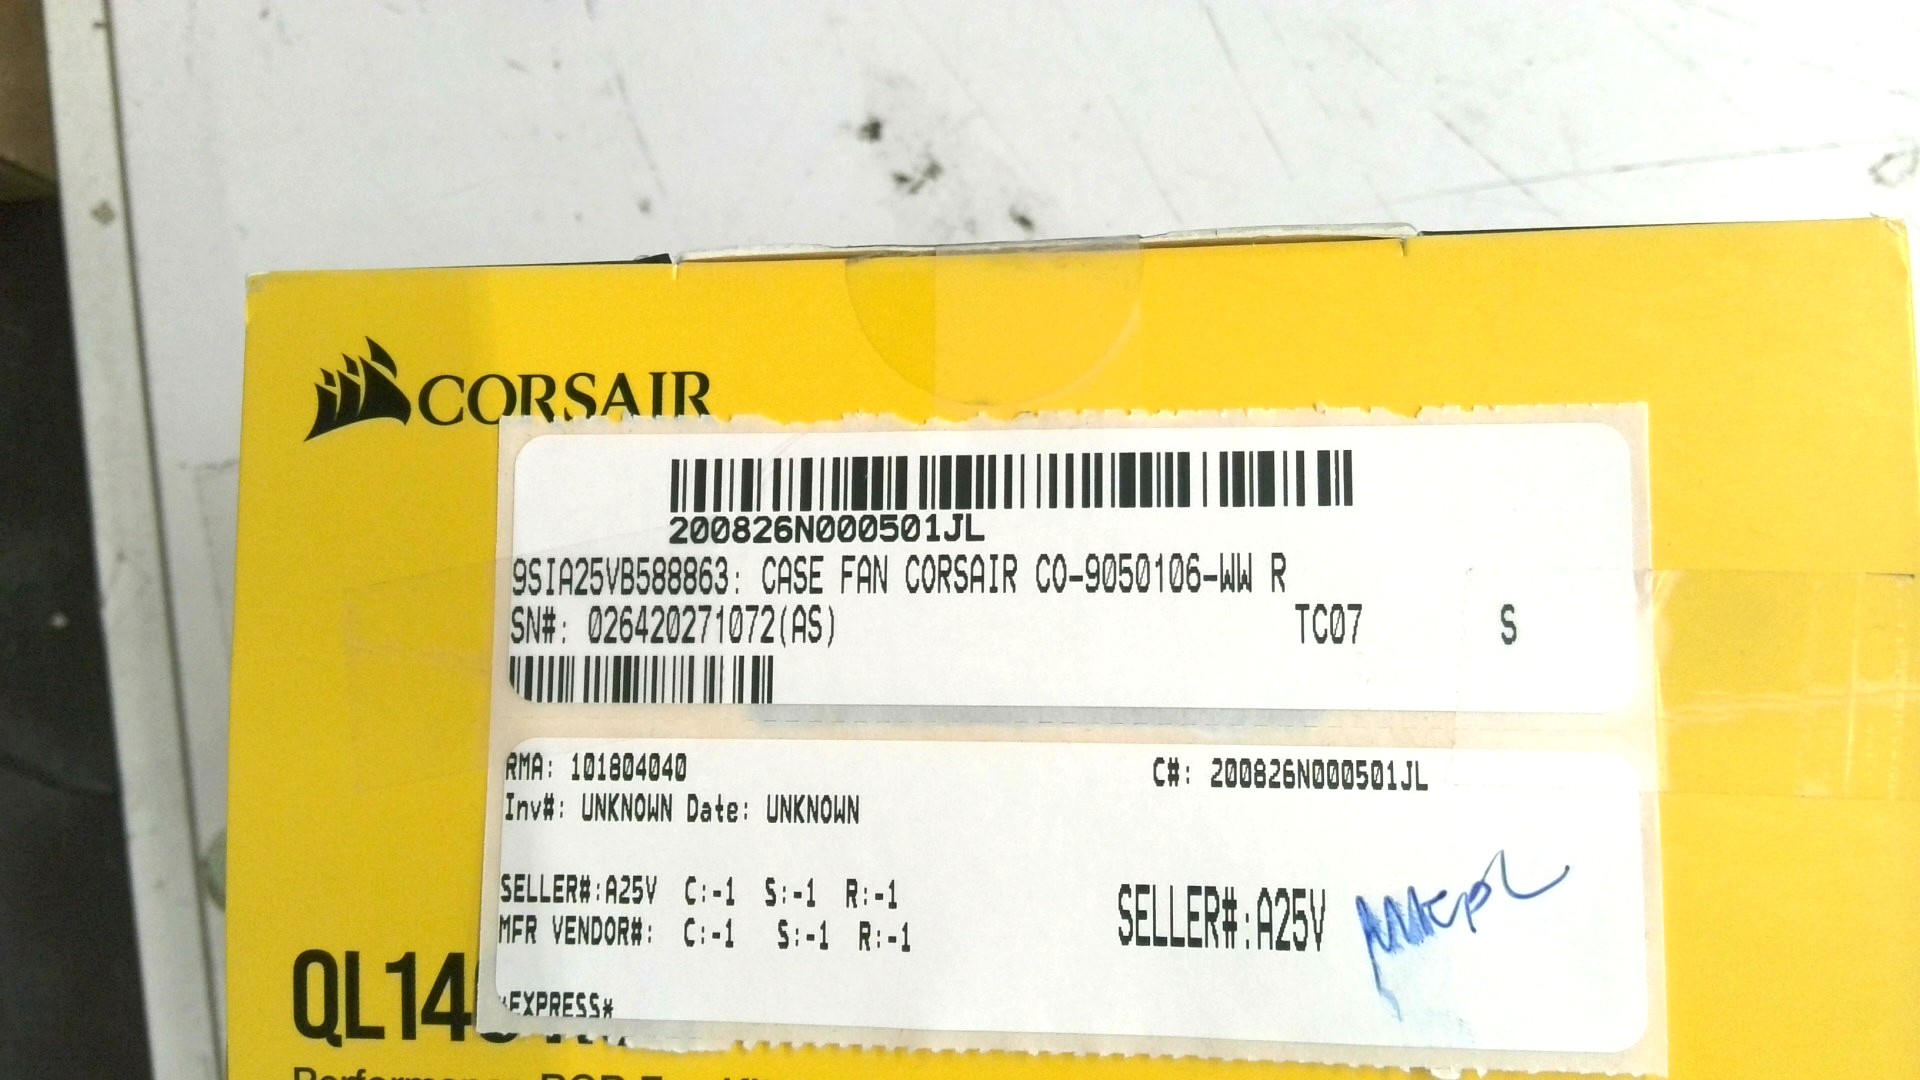 CORSAIR
200826N000501JL
9SIA25VB588863: CASE FAN CORSAIR CO-9050106-WW R
SN#: 026420271072(AS) TC07 S
RMA: 101804040 C#: 200826N000501JL
Inv#: UNKNOWN Date: UNKNOWN
SELLER#:A25V C:-1 S:-1 R:-1
MFR VENDOR#: C:-1 S:-1 R:-1
SELLER#:A25V
*EXPRESS*
QL14